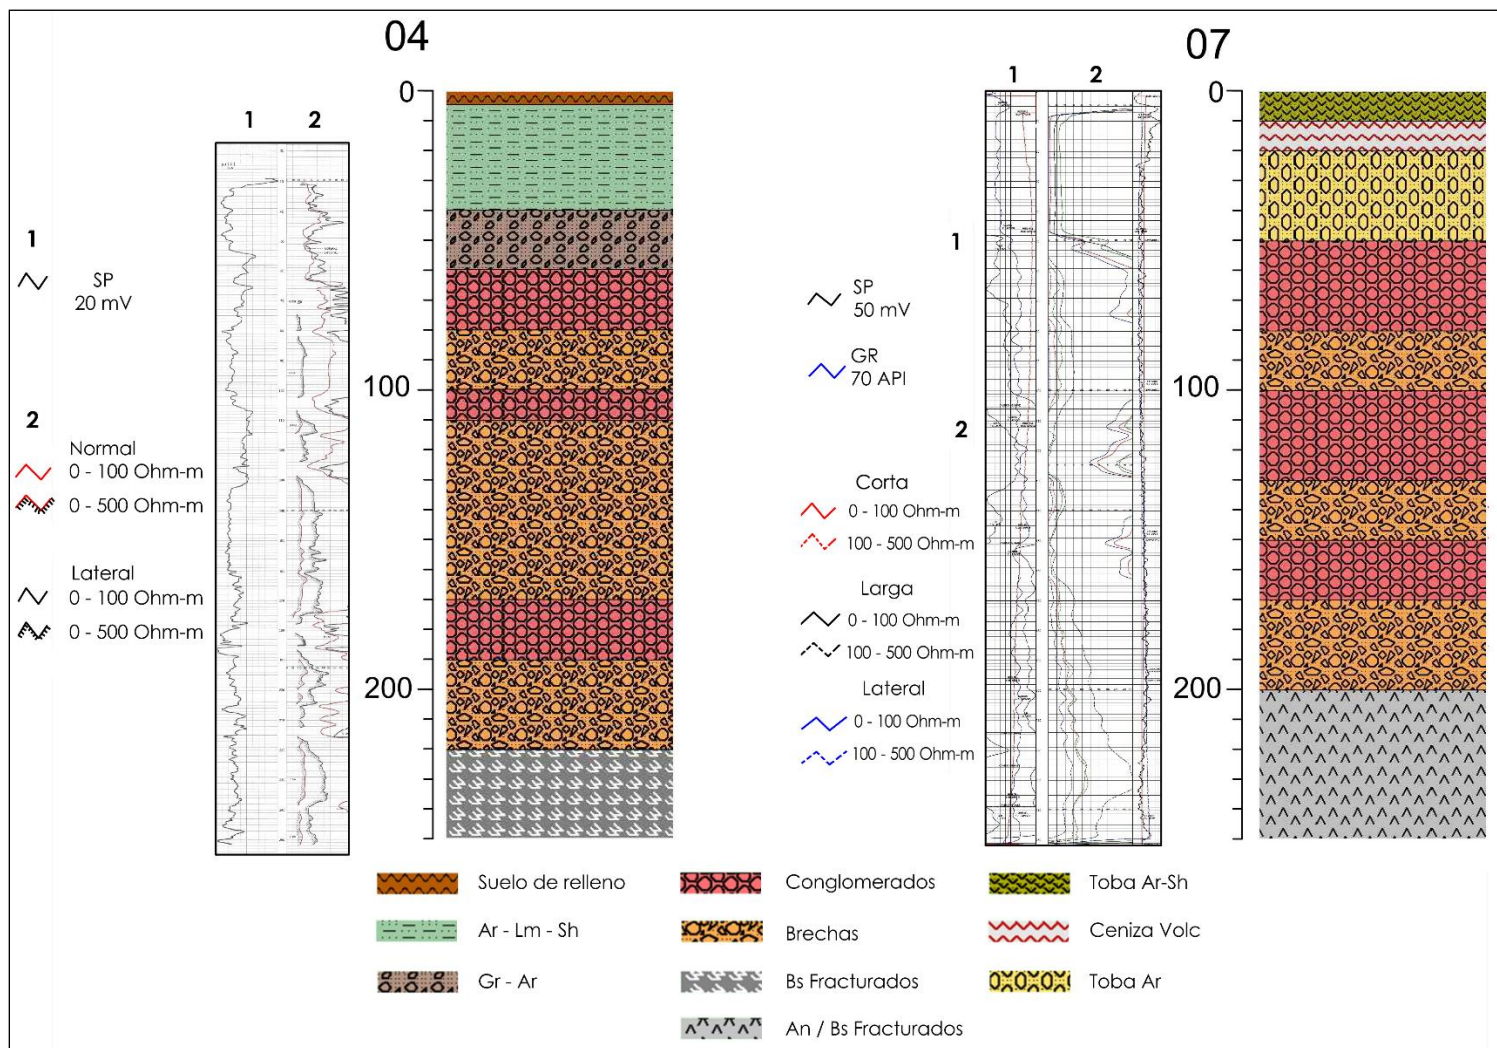 04
07
1
2
0
100
200
1
SP
20 mV
2
Normal
0 - 100 Ohm-m
0 - 500 Ohm-m
Lateral
0 - 100 Ohm-m
0 - 500 Ohm-m
1
2
0
100
200
1
SP
50 mV
GR
70 API
2
Corta
0 - 100 Ohm-m
100 - 500 Ohm-m
Larga
0 - 100 Ohm-m
100 - 500 Ohm-m
Lateral
0 - 100 Ohm-m
100 - 500 Ohm-m
Suelo de relleno
Conglomerados
Toba Ar-Sh
Ar - Lm - Sh
Brechas
Ceniza Volc
Gr - Ar
Bs Fracturados
Toba Ar
An / Bs Fracturados